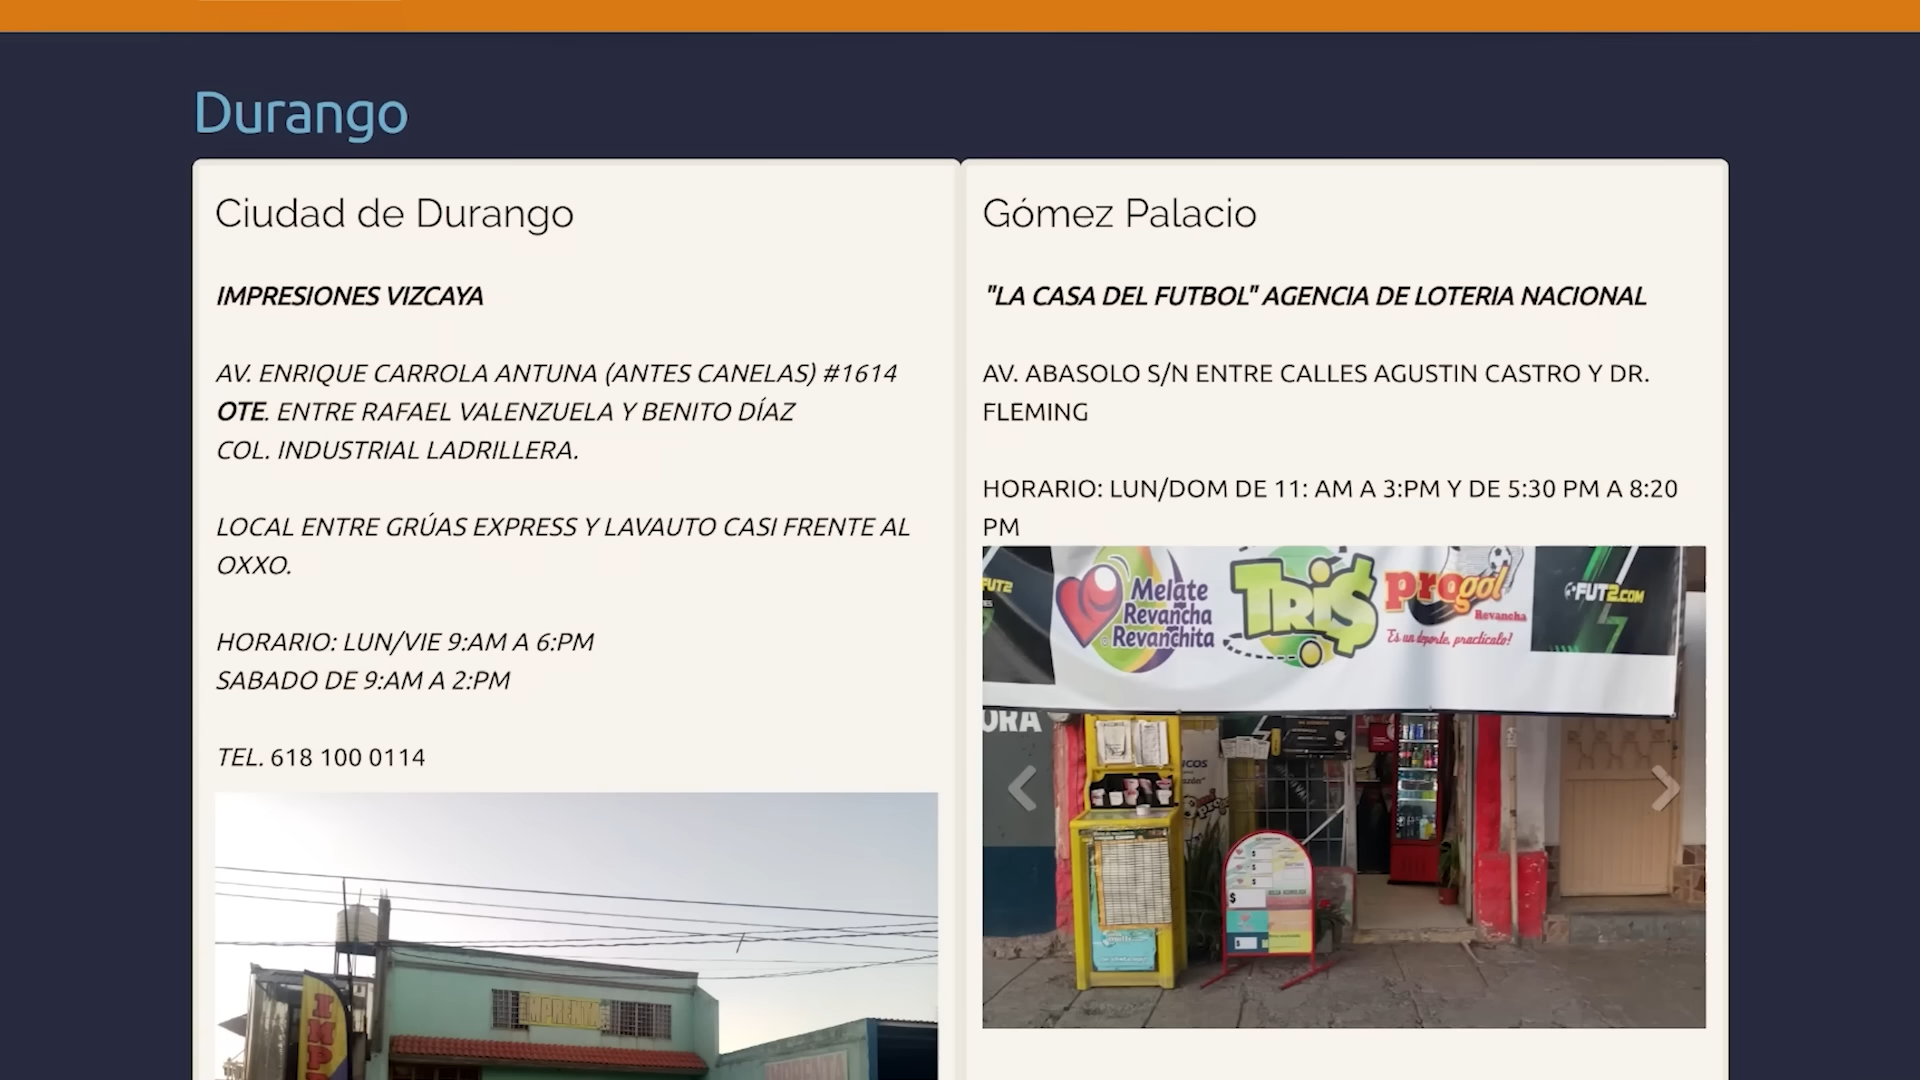 Durango
Ciudad de Durango
IMPRESIONES VIZCAYA
AV. ENRIQUE CARROLA ANTUNA (ANTES CANELAS) #1614
OTE. ENTRE RAFAEL VALENZUELA Y BENITO DÍAZ
COL. INDUSTRIAL LADRILLERA.
LOCAL ENTRE GRÚAS EXPRESS Y LAVAUTO CASI FRENTE AL
OXXO.
HORARIO: LUN/VIE 9:AM A 6:PM
SABADO DE 9:AM A 2:PM
TEL. 618 100 0114
IMPRENTA
IMP
IMPRENTA
Gómez Palacio
"LA CASA DEL FUTBOL" AGENCIA DE LOTERIA NACIONAL
AV. ABASOLO S/N ENTRE CALLES AGUSTIN CASTRO Y DR.
FLEMING
HORARIO: LUN/DOM DE 11: AM A 3:PM Y DE 5:30 PM A 8:20
PM
FUT2
Melate
Revancha
Revanchita
TRIS
progol
Revancha
Es un deporte, practícalo!
FUT2.COM
ORA